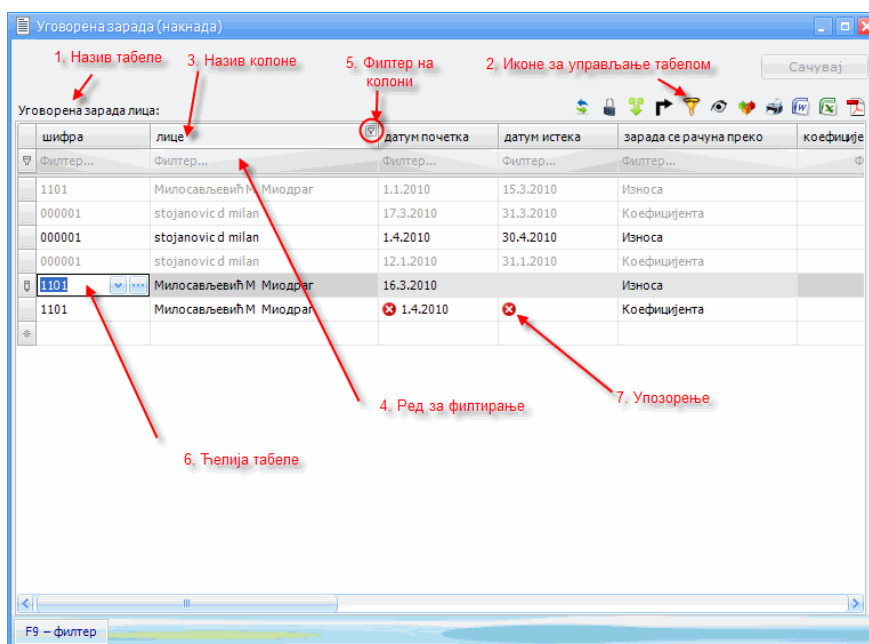 Уговорена зарада (накнада)
1. Назив табеле
3. Назив колоне
5. Филтер на колони
2. Иконе за управљање табелом
Сачувај
Уговорена зарада лица:
шифра лице датум почетка датум истека зарада се рачуна преко коефиције
Филтер... Филтер... Филтер... Филтер... Филтер... Ф
1101 Милосављевић М Миодраг 1.1.2010 15.3.2010 Износа
000001 stojanovic d milan 17.3.2010 31.3.2010 Коефицијента
000001 stojanovic d milan 1.4.2010 30.4.2010 Износа
000001 stojanovic d milan 12.1.2010 31.1.2010 Коефицијента
1101 Милосављевић М Миодраг 16.3.2010 Износа
1101 Милосављевић М Миодраг 1.4.2010 Коефицијента
4. Ред за филтирање
7. Упозорење
6. Ћелија табеле
F9 – филтер